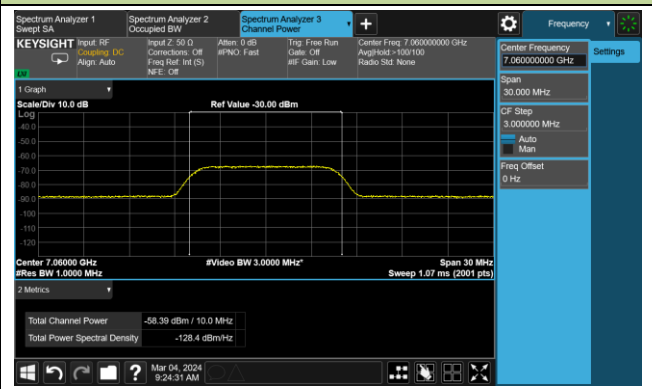 Spectrum Analyzer 1
Swept SA
Spectrum Analyzer 2
Occupied BW
Spectrum Analyzer 3
Channel Power
Frequency
KEYSIGHT
Input: RF
Coupling: DC
Align: Auto
Input Z: 50 Ω
Corrections: Off
Freq Ref: Int (S)
NFE: Off
Atten: 0 dB
#PNO: Fast
Trig: Free Run
Gate: Off
#IF Gain: Low
Center Freq: 7.060000000 GHz
Avg|Hold:>100/100
Radio Std: None
LXI
Center Frequency
7.060000000 GHz
Settings
Span
30.000 MHz
CF Step
3.000000 MHz
Auto
Man
Freq Offset
0 Hz
1 Graph
Scale/Div 10.0 dB
Ref Value -30.00 dBm
Log
-40.0
-50.0
-60.0
-70.0
-80.0
-90.0
-100
-110
-120
Center 7.06000 GHz
#Video BW 3.0000 MHz*
Span 30 MHz
#Res BW 1.0000 MHz
Sweep 1.07 ms (2001 pts)
2 Metrics
Total Channel Power
-58.39 dBm / 10.0 MHz
Total Power Spectral Density
-128.4 dBm/Hz
Mar 04, 2024
9:24:31 AM